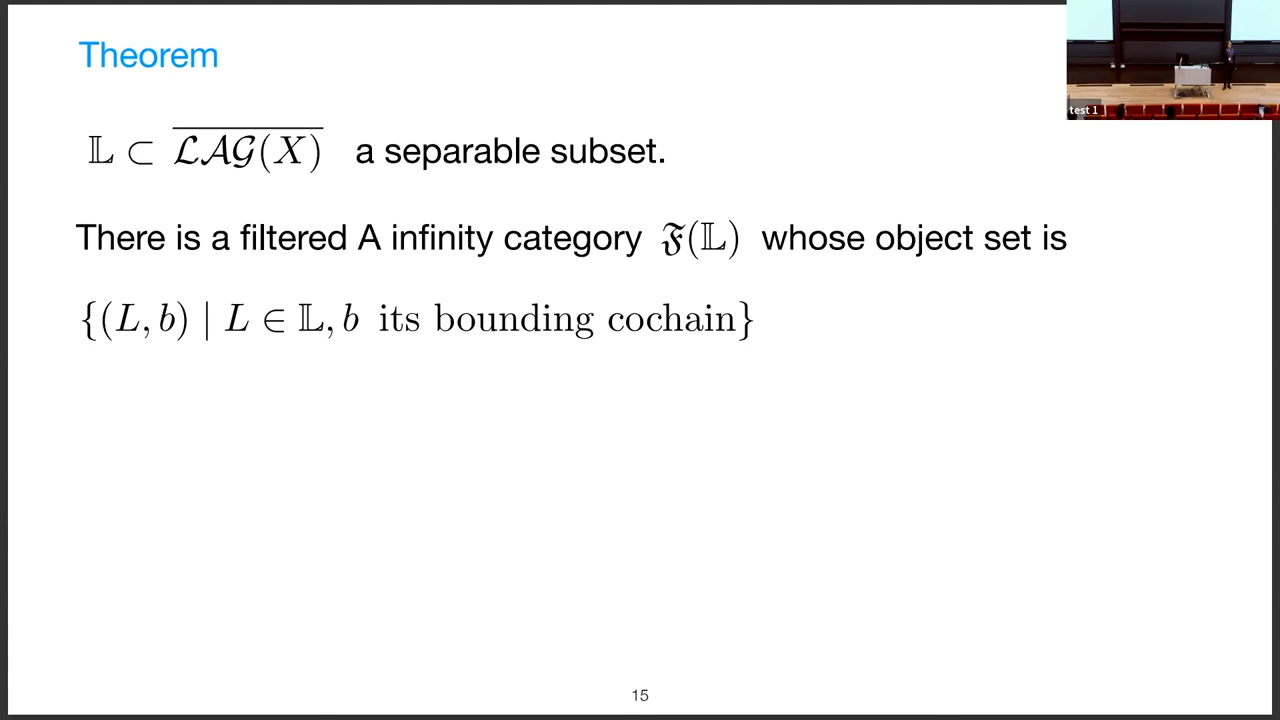 Theorem
𝕃 ⊂ \overline{ℒ𝒜𝒢(X)} a separable subset.
There is a filtered A infinity category 𝔉(𝕃) whose object set is
{(L, b) | L ∈ 𝕃, b its bounding cochain}
15
test 1